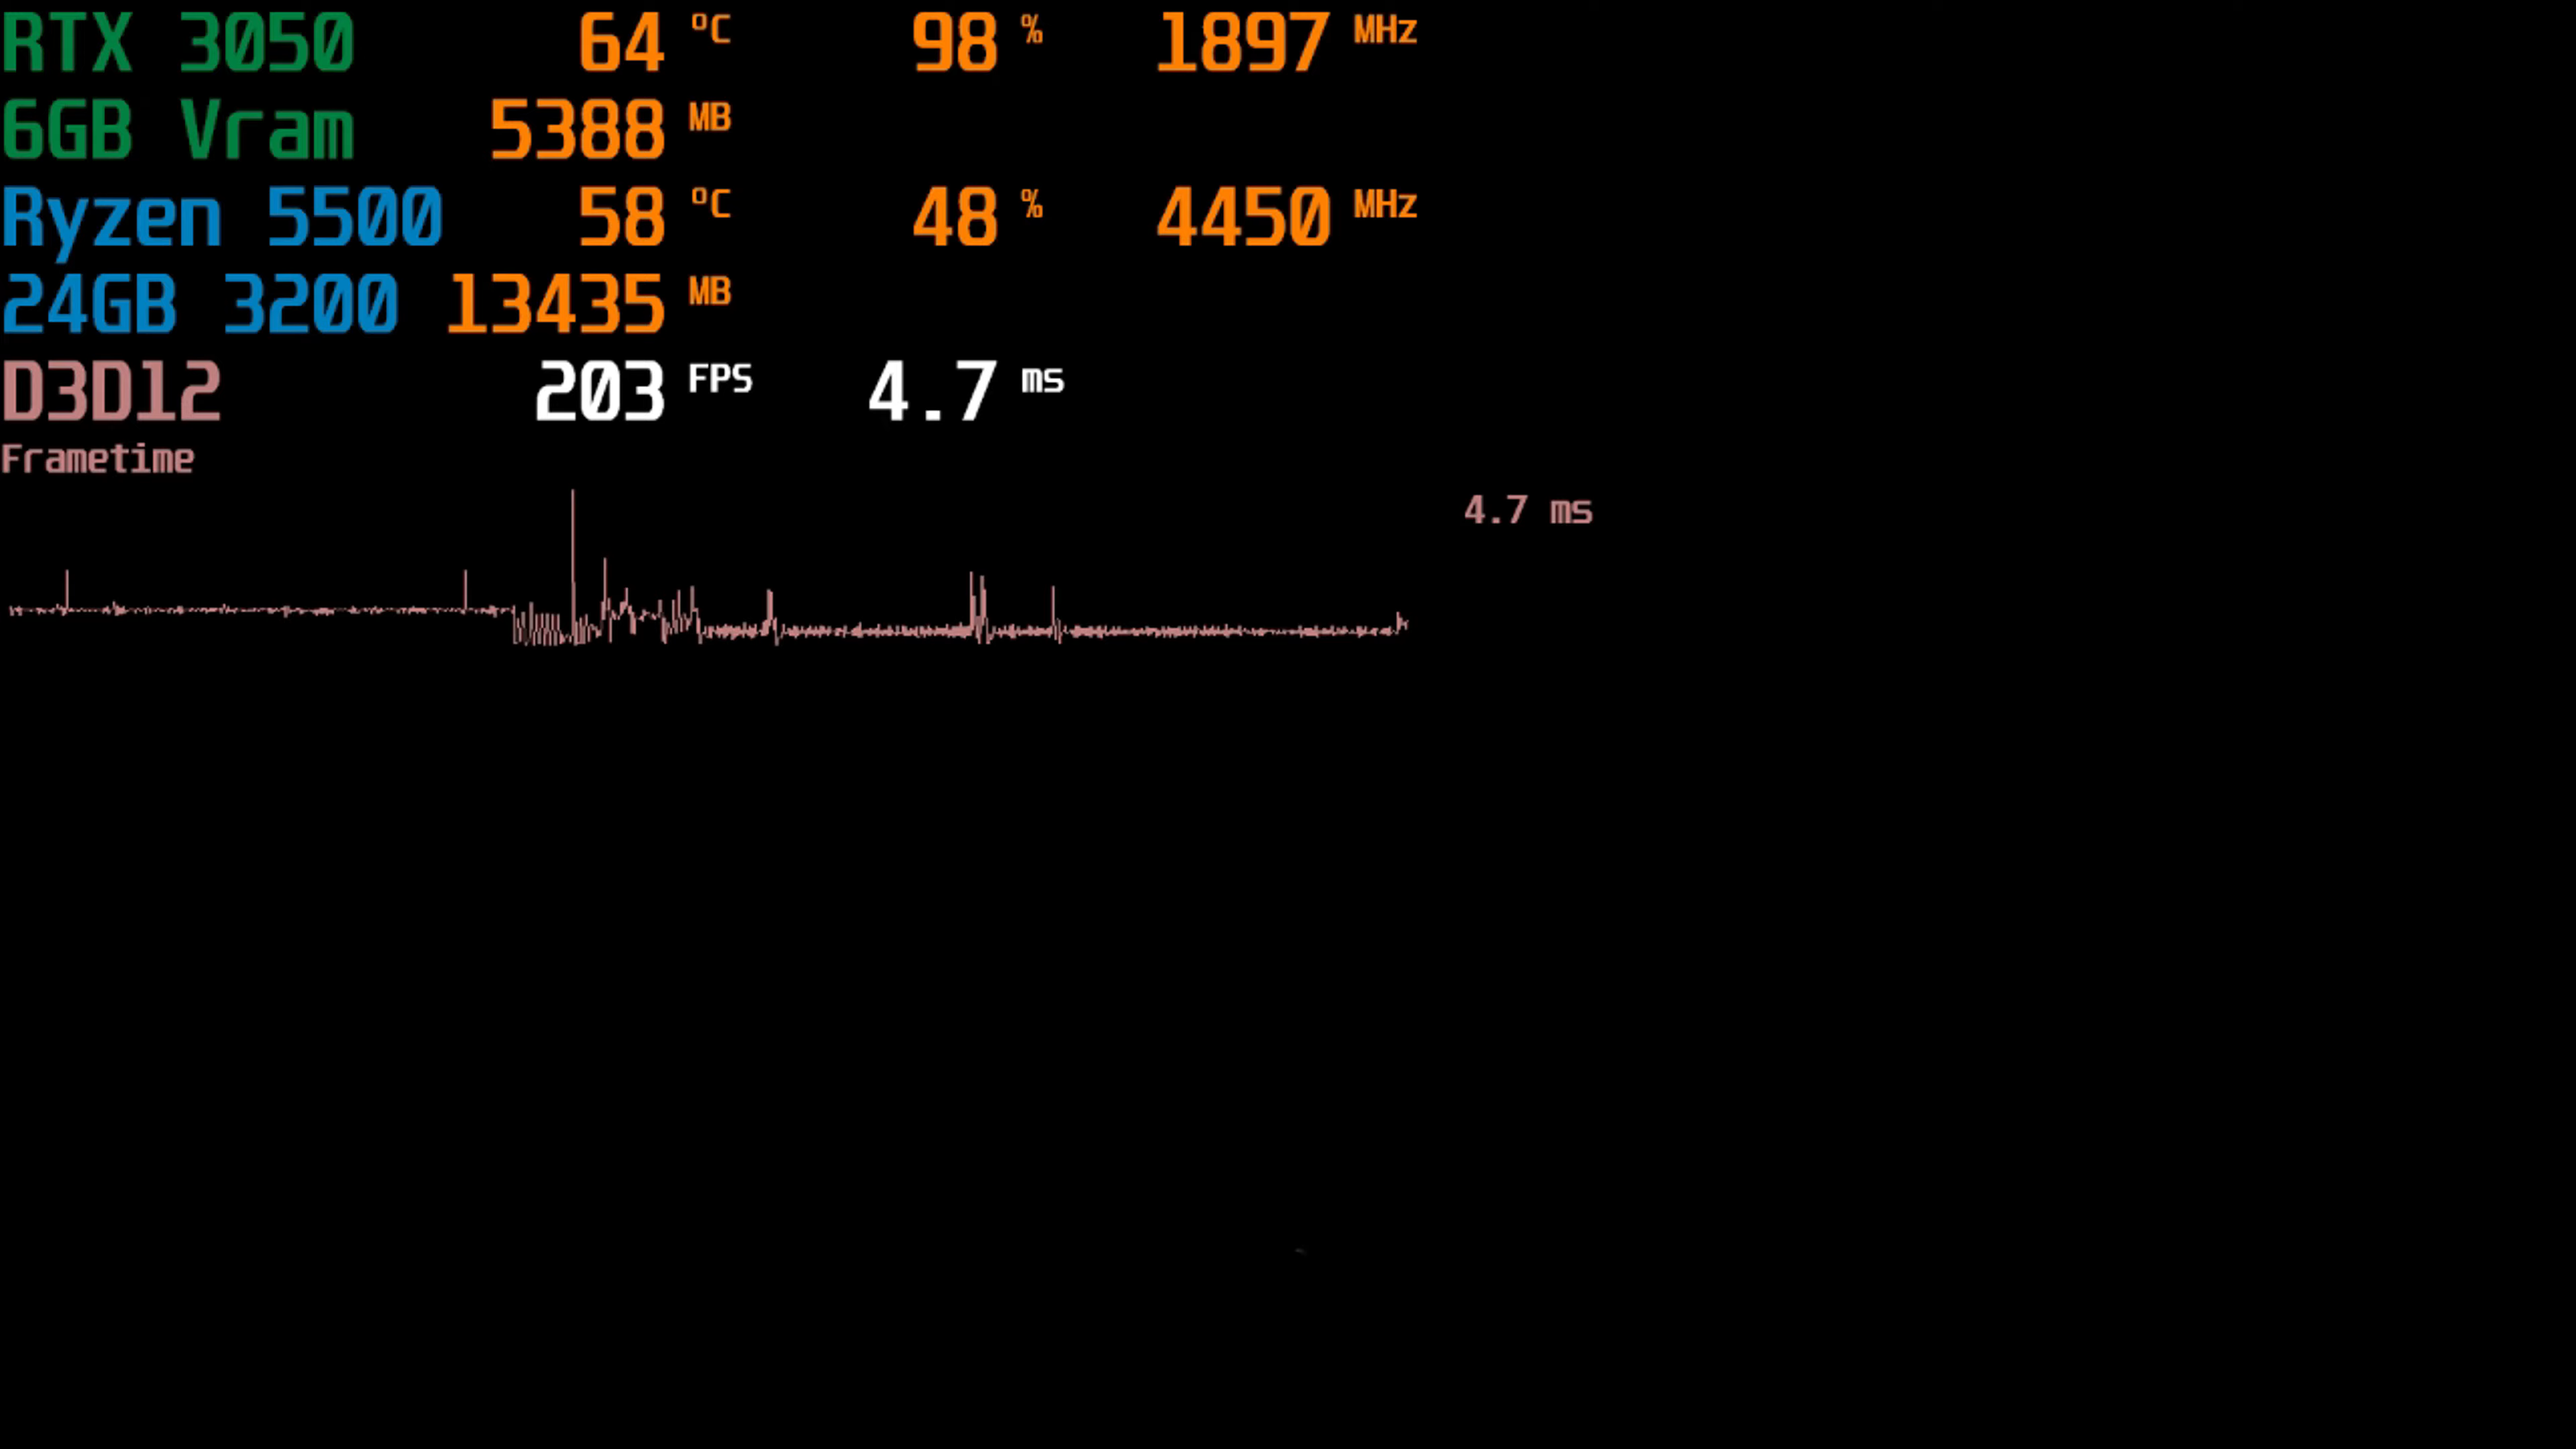 RTX 3050 64 °C 98 % 1897 MHz
6GB Vram 5388 MB
Ryzen 5500 58 °C 48 % 4450 MHz
24GB 3200 13435 MB
D3D12 203 FPS 4.7 ms
Frametime
4.7 ms